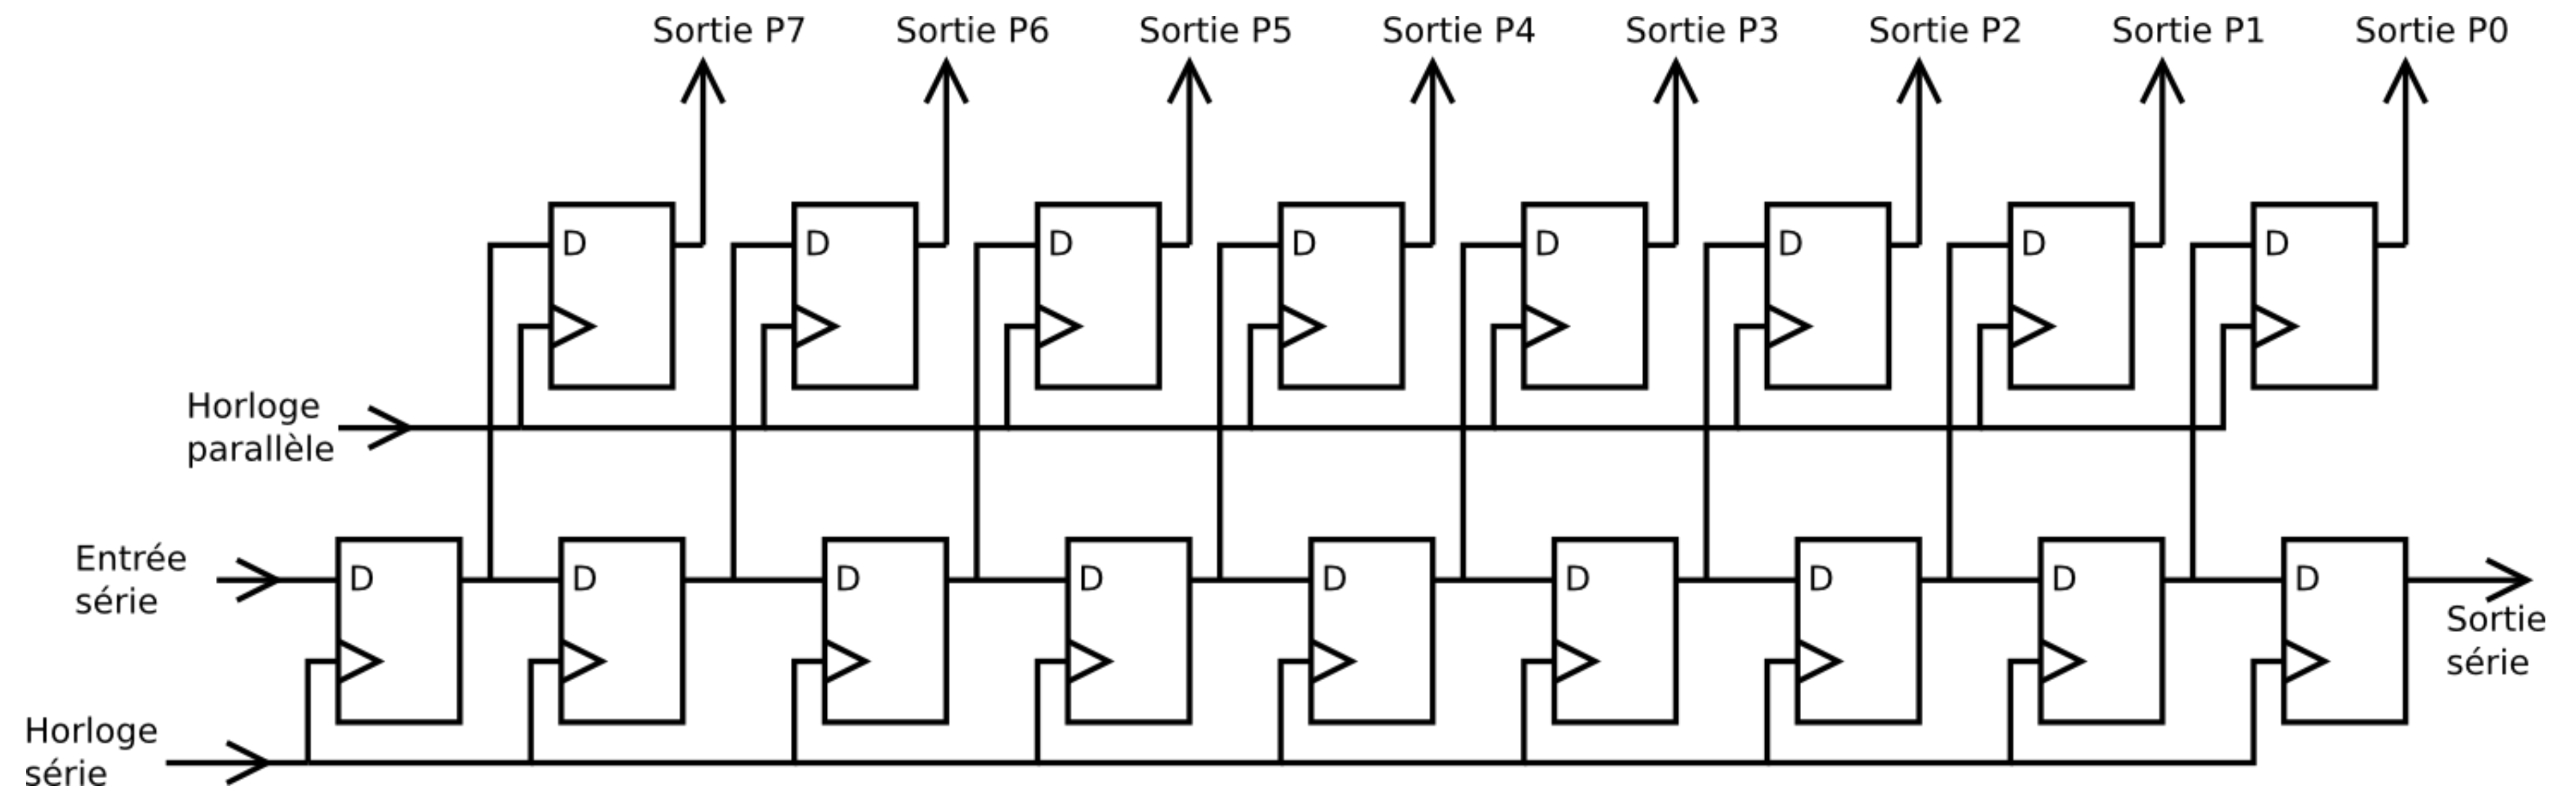 Sortie P7
Sortie P6
Sortie P5
Sortie P4
Sortie P3
Sortie P2
Sortie P1
Sortie P0
D
D
D
D
D
D
D
D
Horloge
parallèle
Entrée
série
D
D
D
D
D
D
D
D
D
Sortie
série
Horloge
série